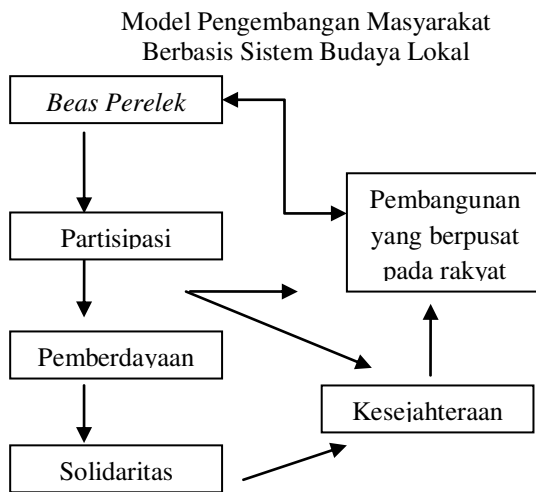 Model Pengembangan Masyarakat
Berbasis Sistem Budaya Lokal
Beas Perelek
Partisipasi
Pemberdayaan
Solidaritas
Pembangunan
yang berpusat
pada rakyat
Kesejahteraan